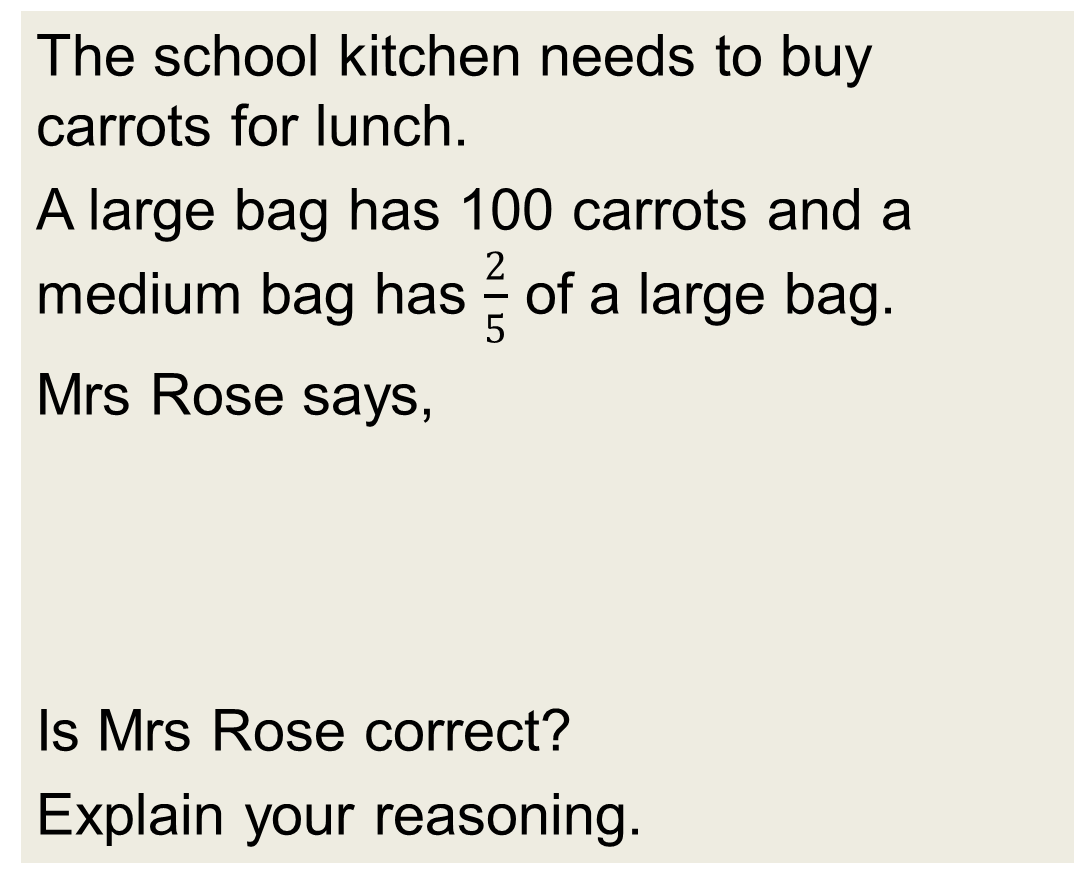 The school kitchen needs to buy
carrots for lunch.
A large bag has 100 carrots and a
medium bag has 2/5 of a large bag.
Mrs Rose says,
Is Mrs Rose correct?
Explain your reasoning.